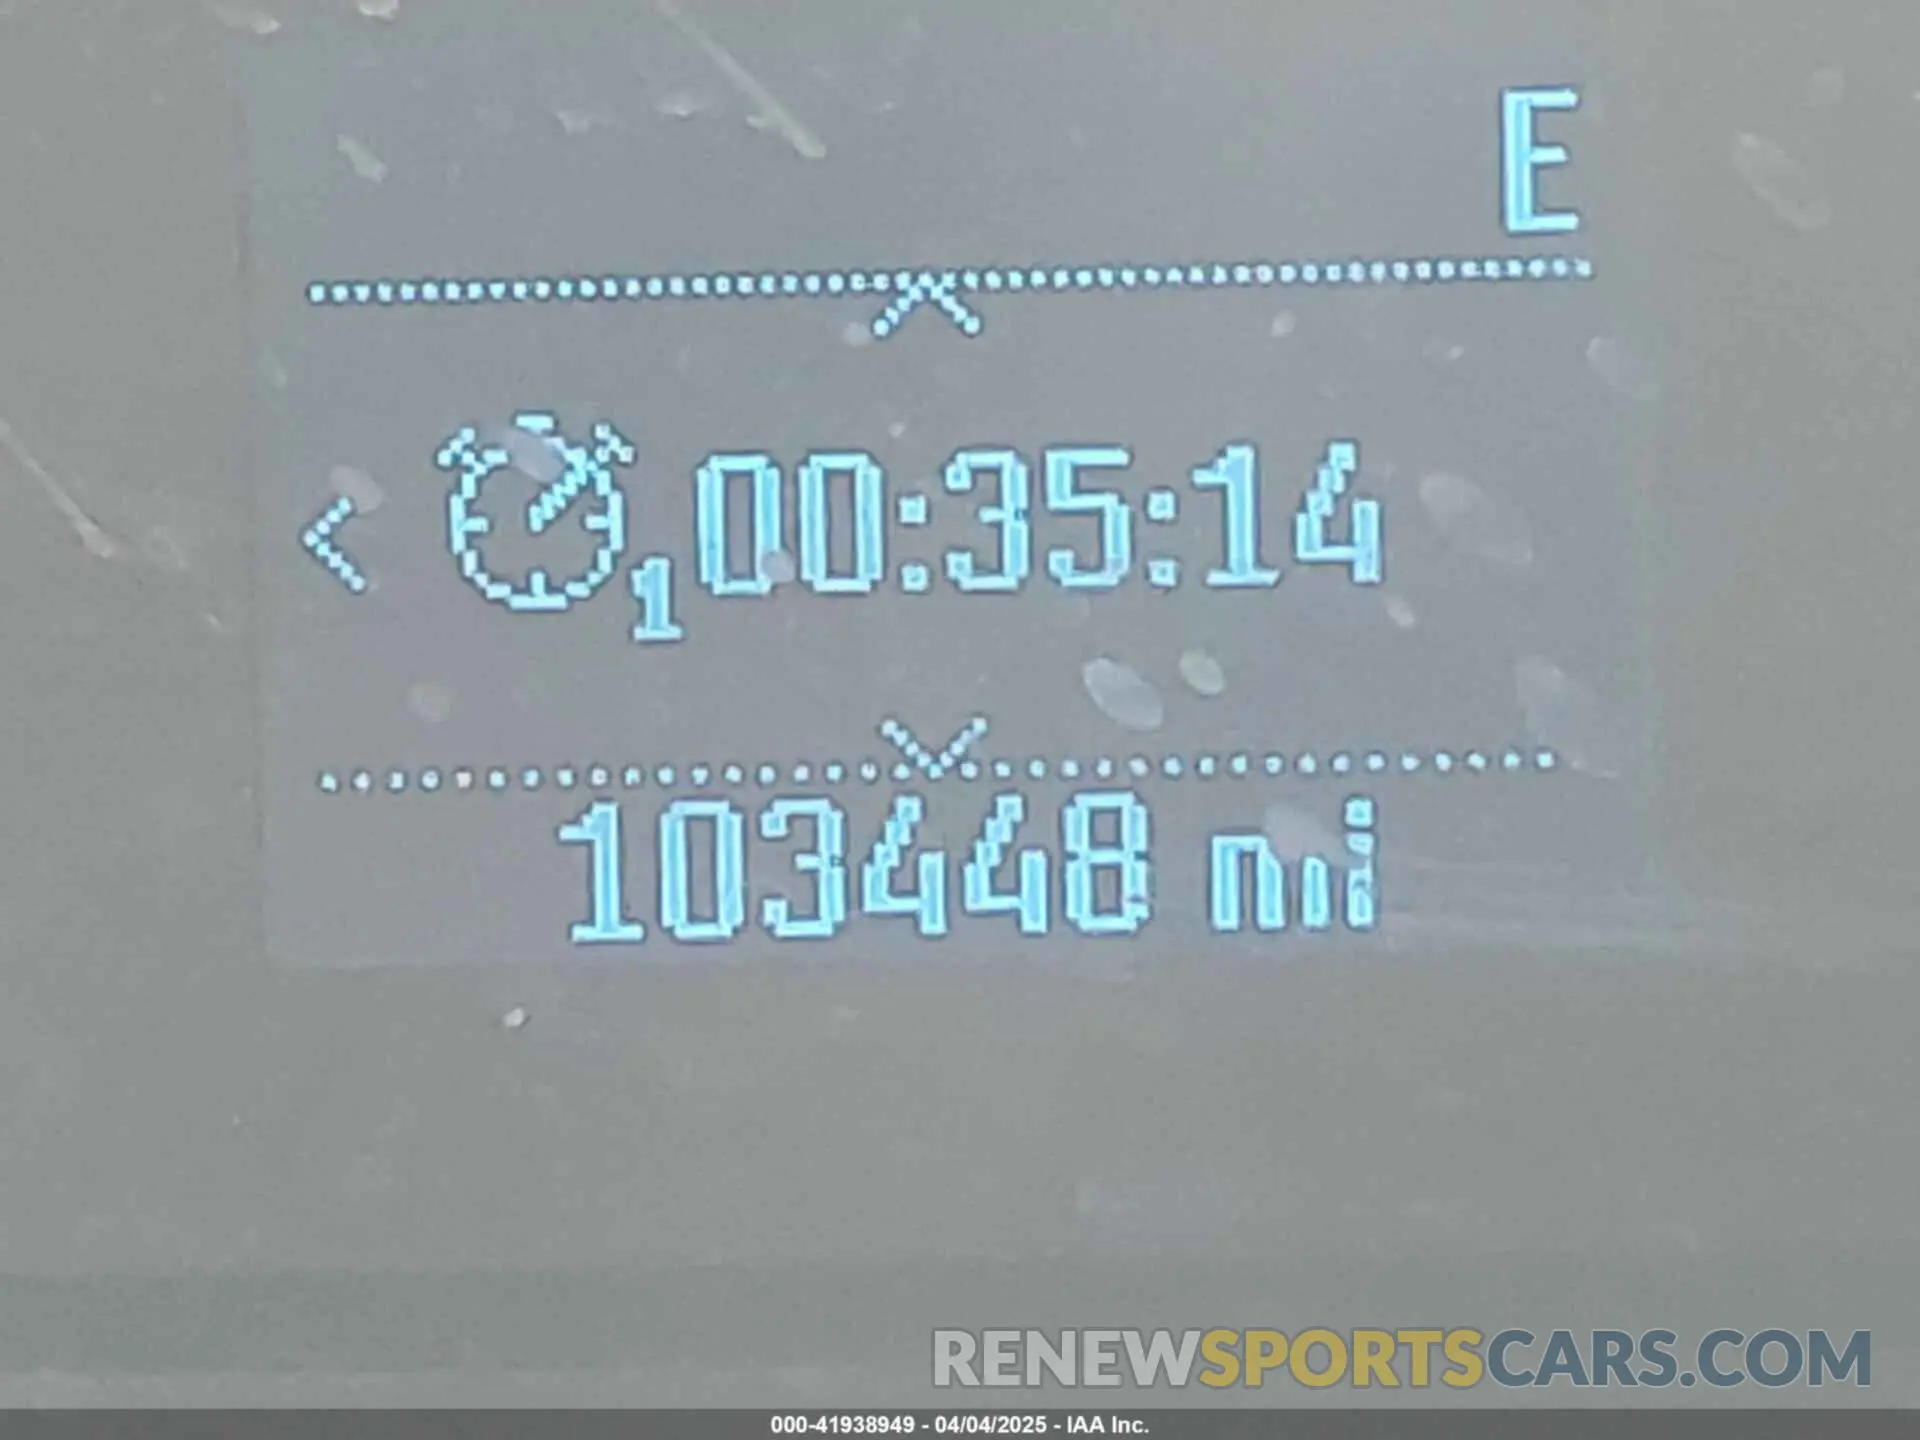 E
1 00:35:14
103448 mi
RENEWSPORTSCARS.COM
000-41938949 - 04/04/2025 - IAA Inc.